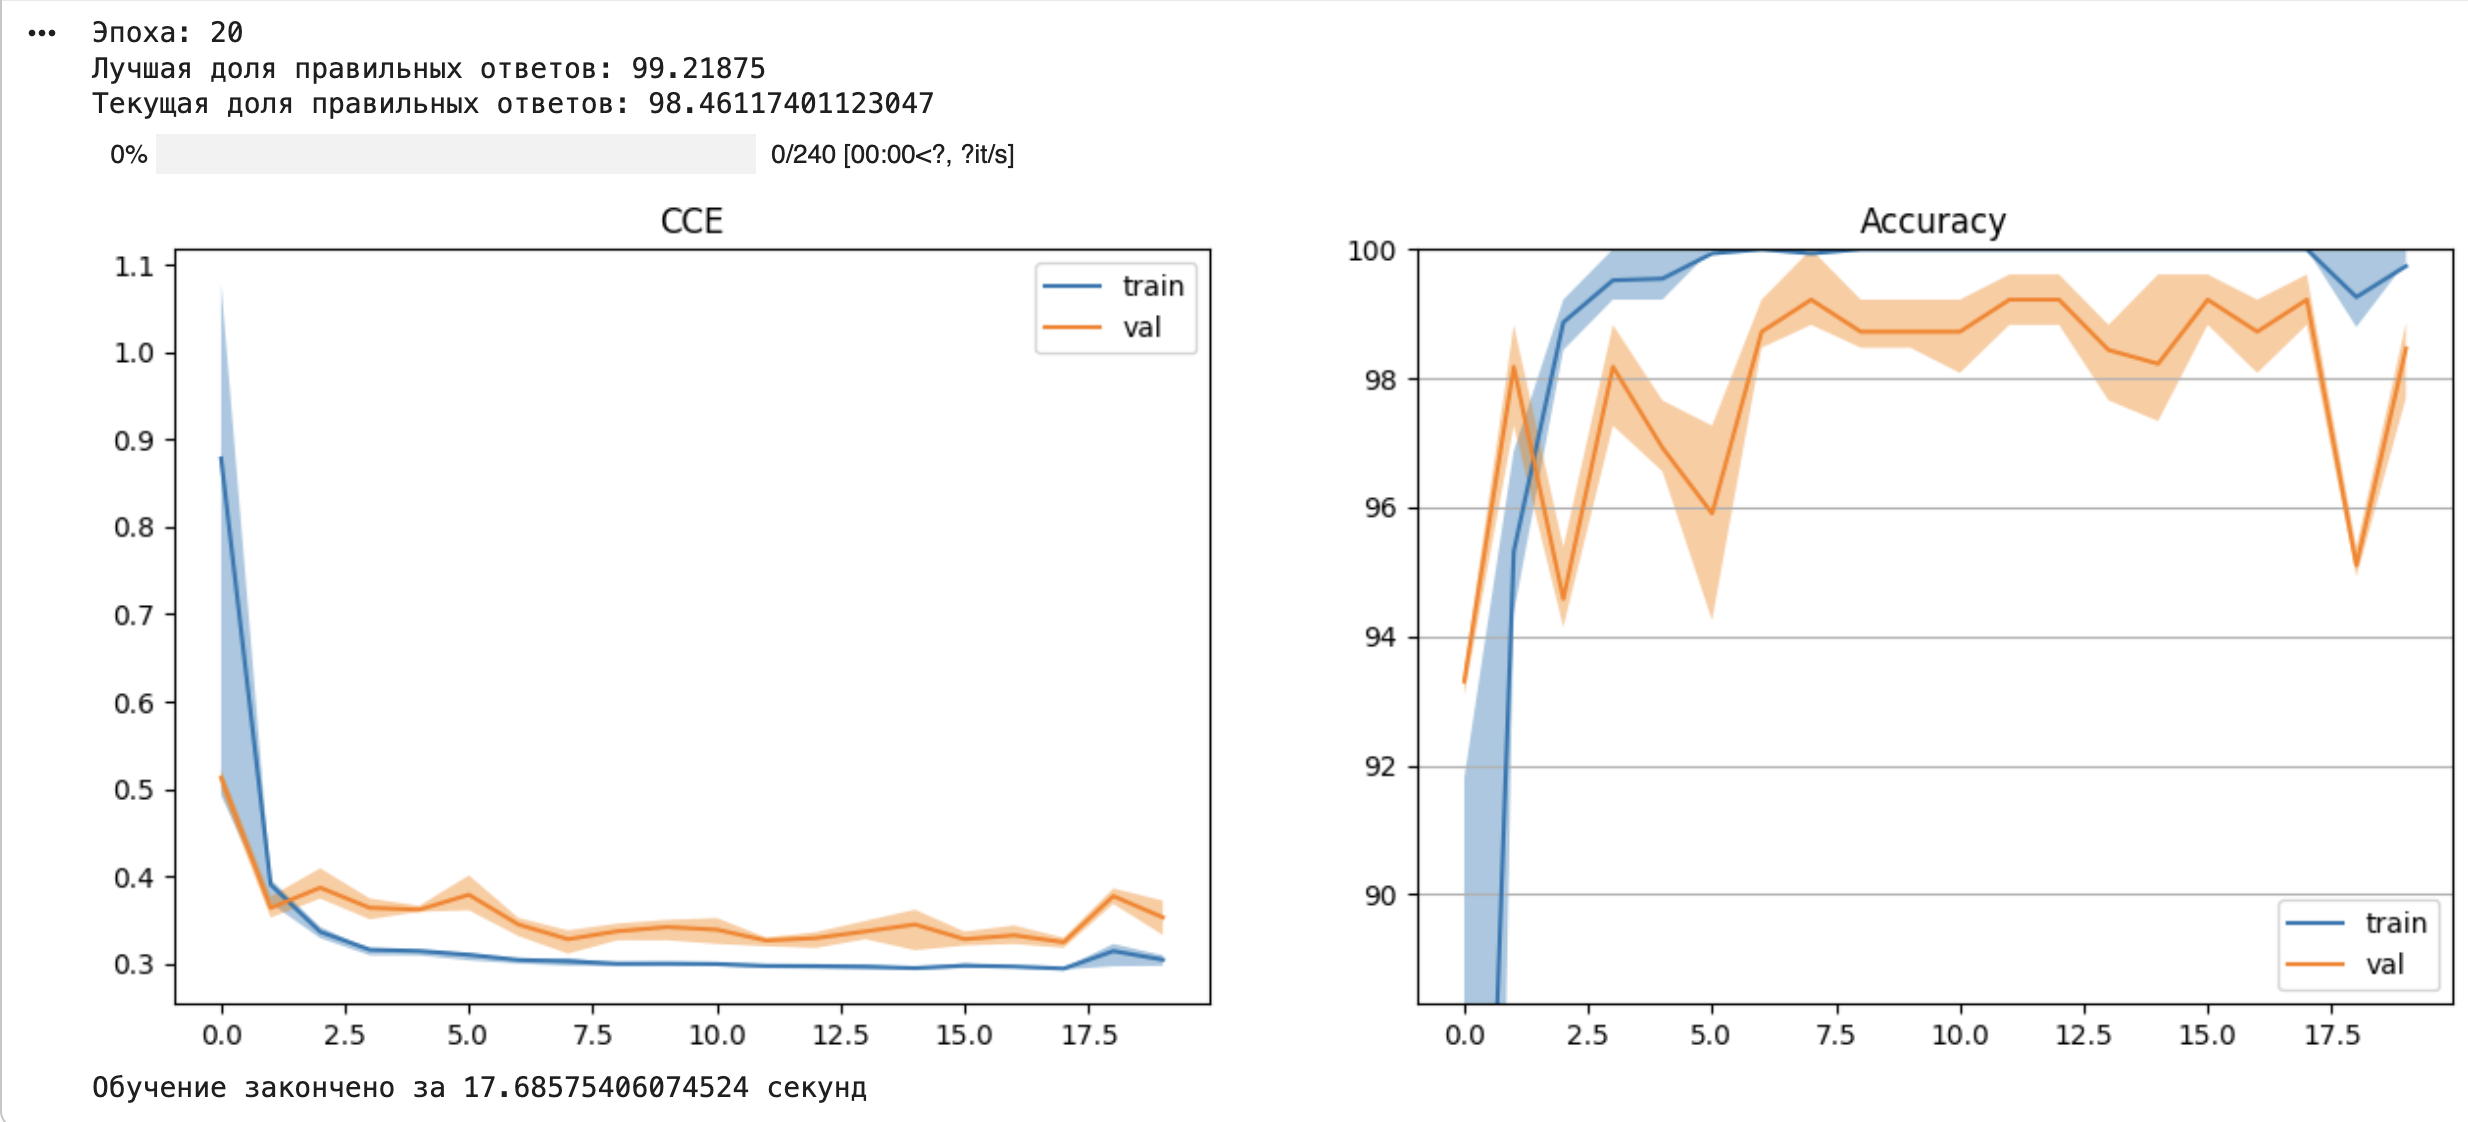 Эпоха: 20
Лучшая доля правильных ответов: 99.21875
Текущая доля правильных ответов: 98.46117401123047
0% 0/240 [00:00<?, ?it/s]
CCE
1.1
1.0
0.9
0.8
0.7
0.6
0.5
0.4
0.3
0.0 2.5 5.0 7.5 10.0 12.5 15.0 17.5
train
val
Accuracy
100
98
96
94
92
90
0.0 2.5 5.0 7.5 10.0 12.5 15.0 17.5
train
val
Обучение закончено за 17.68575406074524 секунд